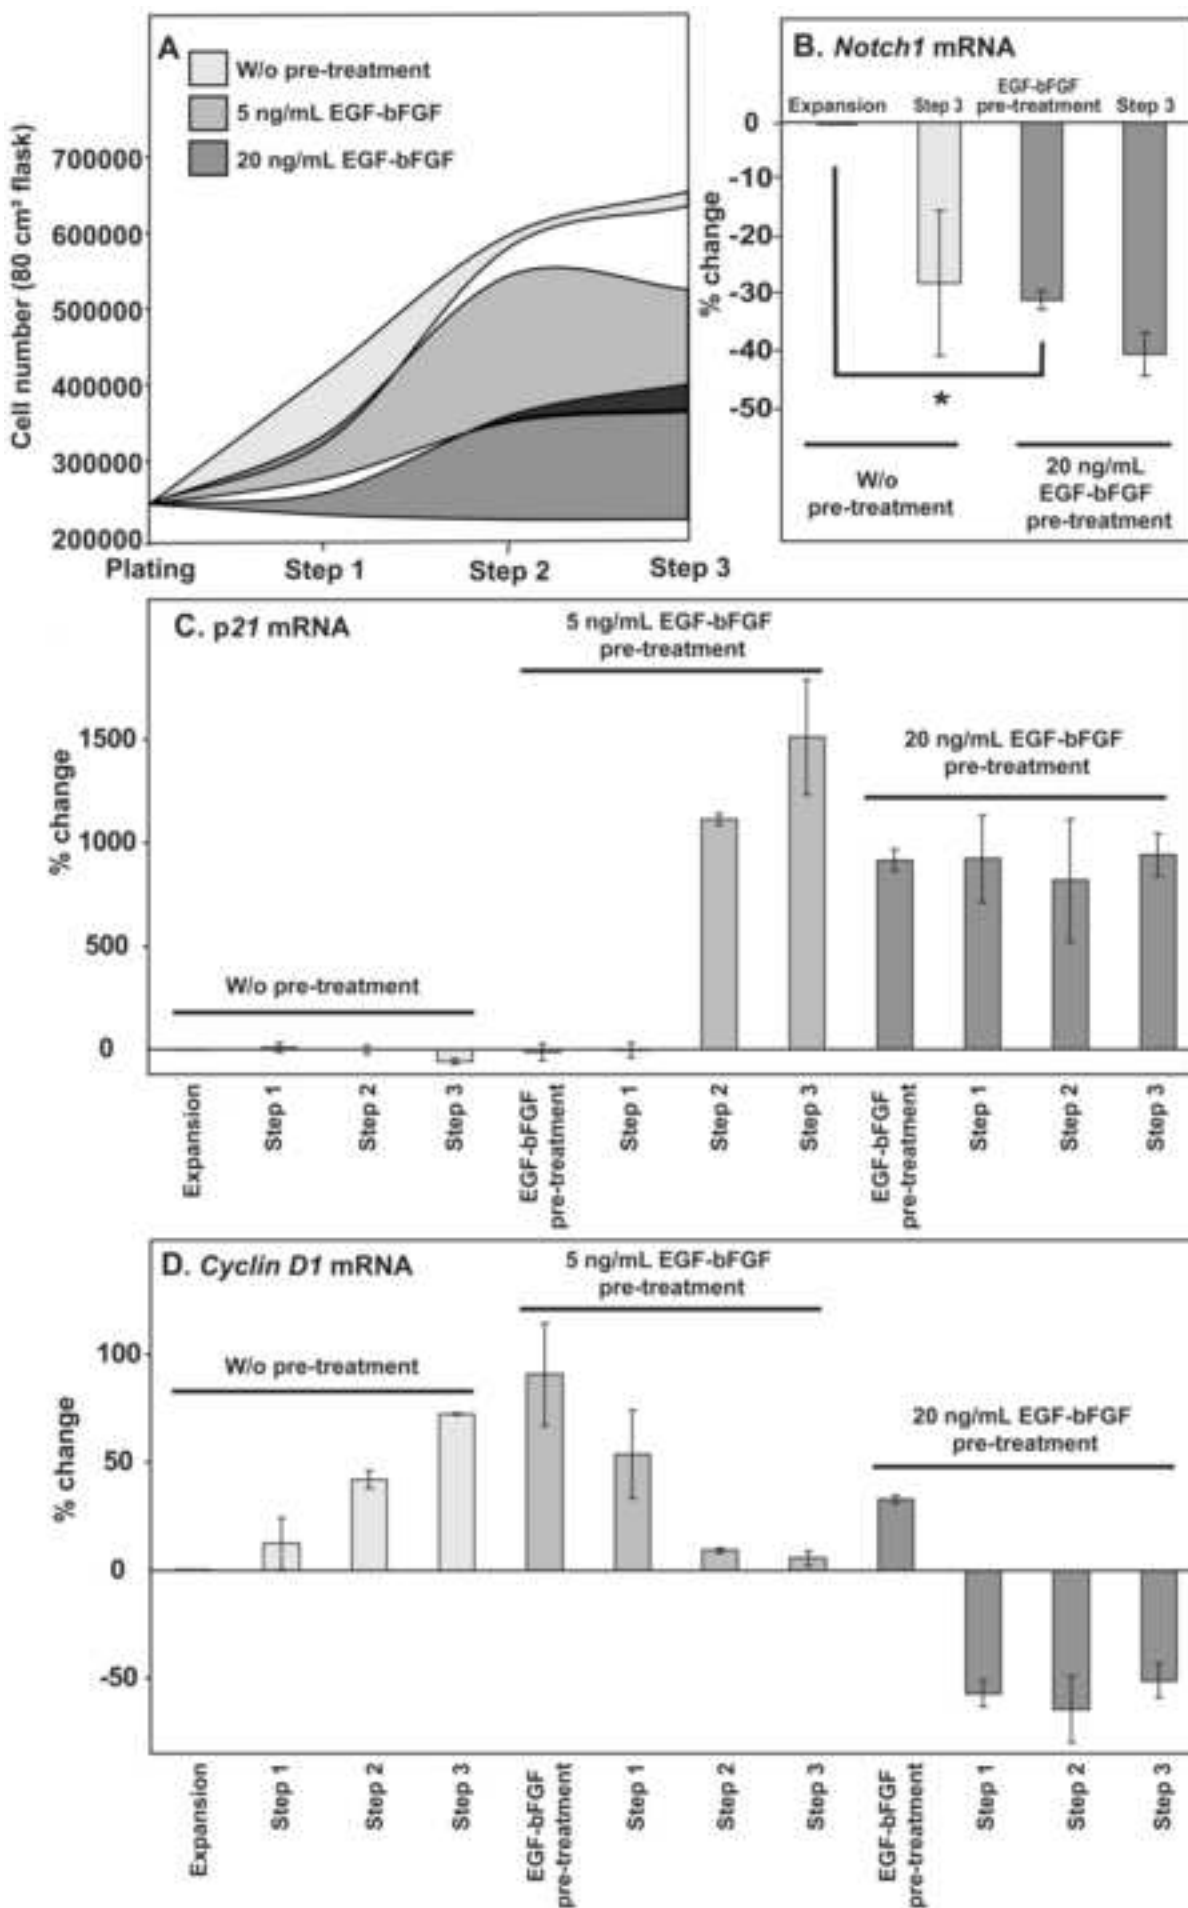 A
W/o pre-treatment
5 ng/mL EGF-bFGF
20 ng/mL EGF-bFGF
Cell number (80 cm² flask)
700000
600000
500000
400000
300000
200000
Plating
Step 1
Step 2
Step 3
B. Notch1 mRNA
Expansion
Step 3
EGF-bFGF
pre-treatment
Step 3
% change
0
-10
-20
-30
-40
-50
*
W/o
pre-treatment
20 ng/mL
EGF-bFGF
pre-treatment
C. p21 mRNA
5 ng/mL EGF-bFGF
pre-treatment
20 ng/mL EGF-bFGF
pre-treatment
W/o pre-treatment
% change
1500
1000
500
0
Expansion
Step 1
Step 2
Step 3
EGF-bFGF
pre-treatment
Step 1
Step 2
Step 3
EGF-bFGF
pre-treatment
Step 1
Step 2
Step 3
D. Cyclin D1 mRNA
5 ng/mL EGF-bFGF
pre-treatment
W/o pre-treatment
20 ng/mL EGF-bFGF
pre-treatment
% change
100
50
0
-50
Expansion
Step 1
Step 2
Step 3
EGF-bFGF
pre-treatment
Step 1
Step 2
Step 3
EGF-bFGF
pre-treatment
Step 1
Step 2
Step 3